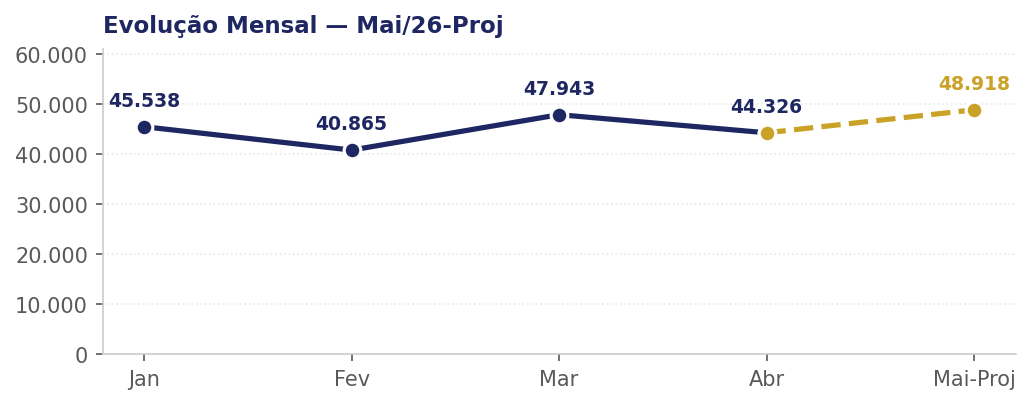 Evolução Mensal — Mai/26-Proj
60.000
50.000
40.000
30.000
20.000
10.000
0
45.538
40.865
47.943
44.326
48.918
Jan
Fev
Mar
Abr
Mai-Proj